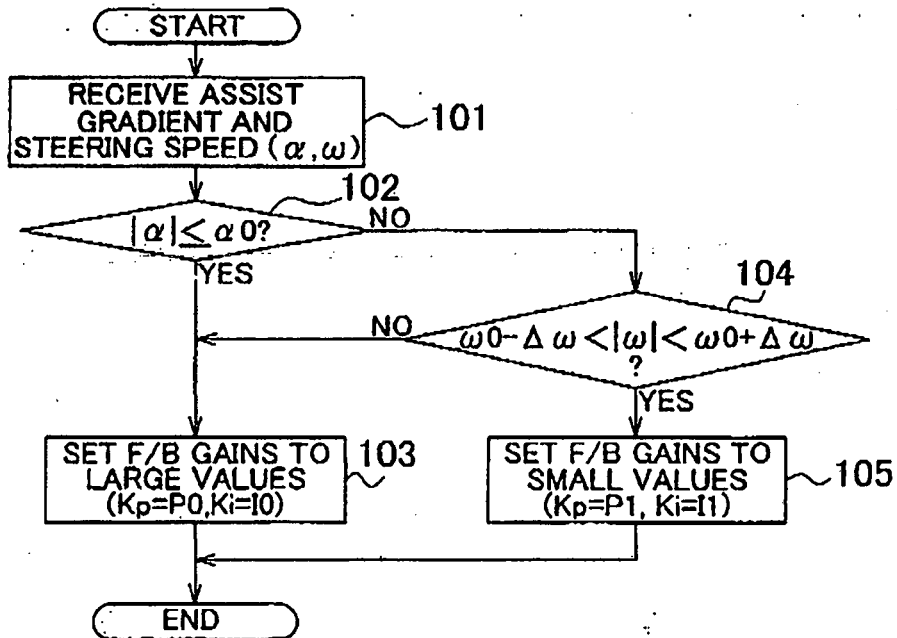 START
RECEIVE ASSIST
GRADIENT AND
STEERING SPEED (α,ω)
101
102
|α|≤α0?
NO
YES
104
NO
ω0-Δω<|ω|<ω0+Δω
?
YES
SET F/B GAINS TO
LARGE VALUES
(Kp=P0,Ki=I0)
103
SET F/B GAINS TO
SMALL VALUES
(Kp=P1, Ki=I1)
105
END